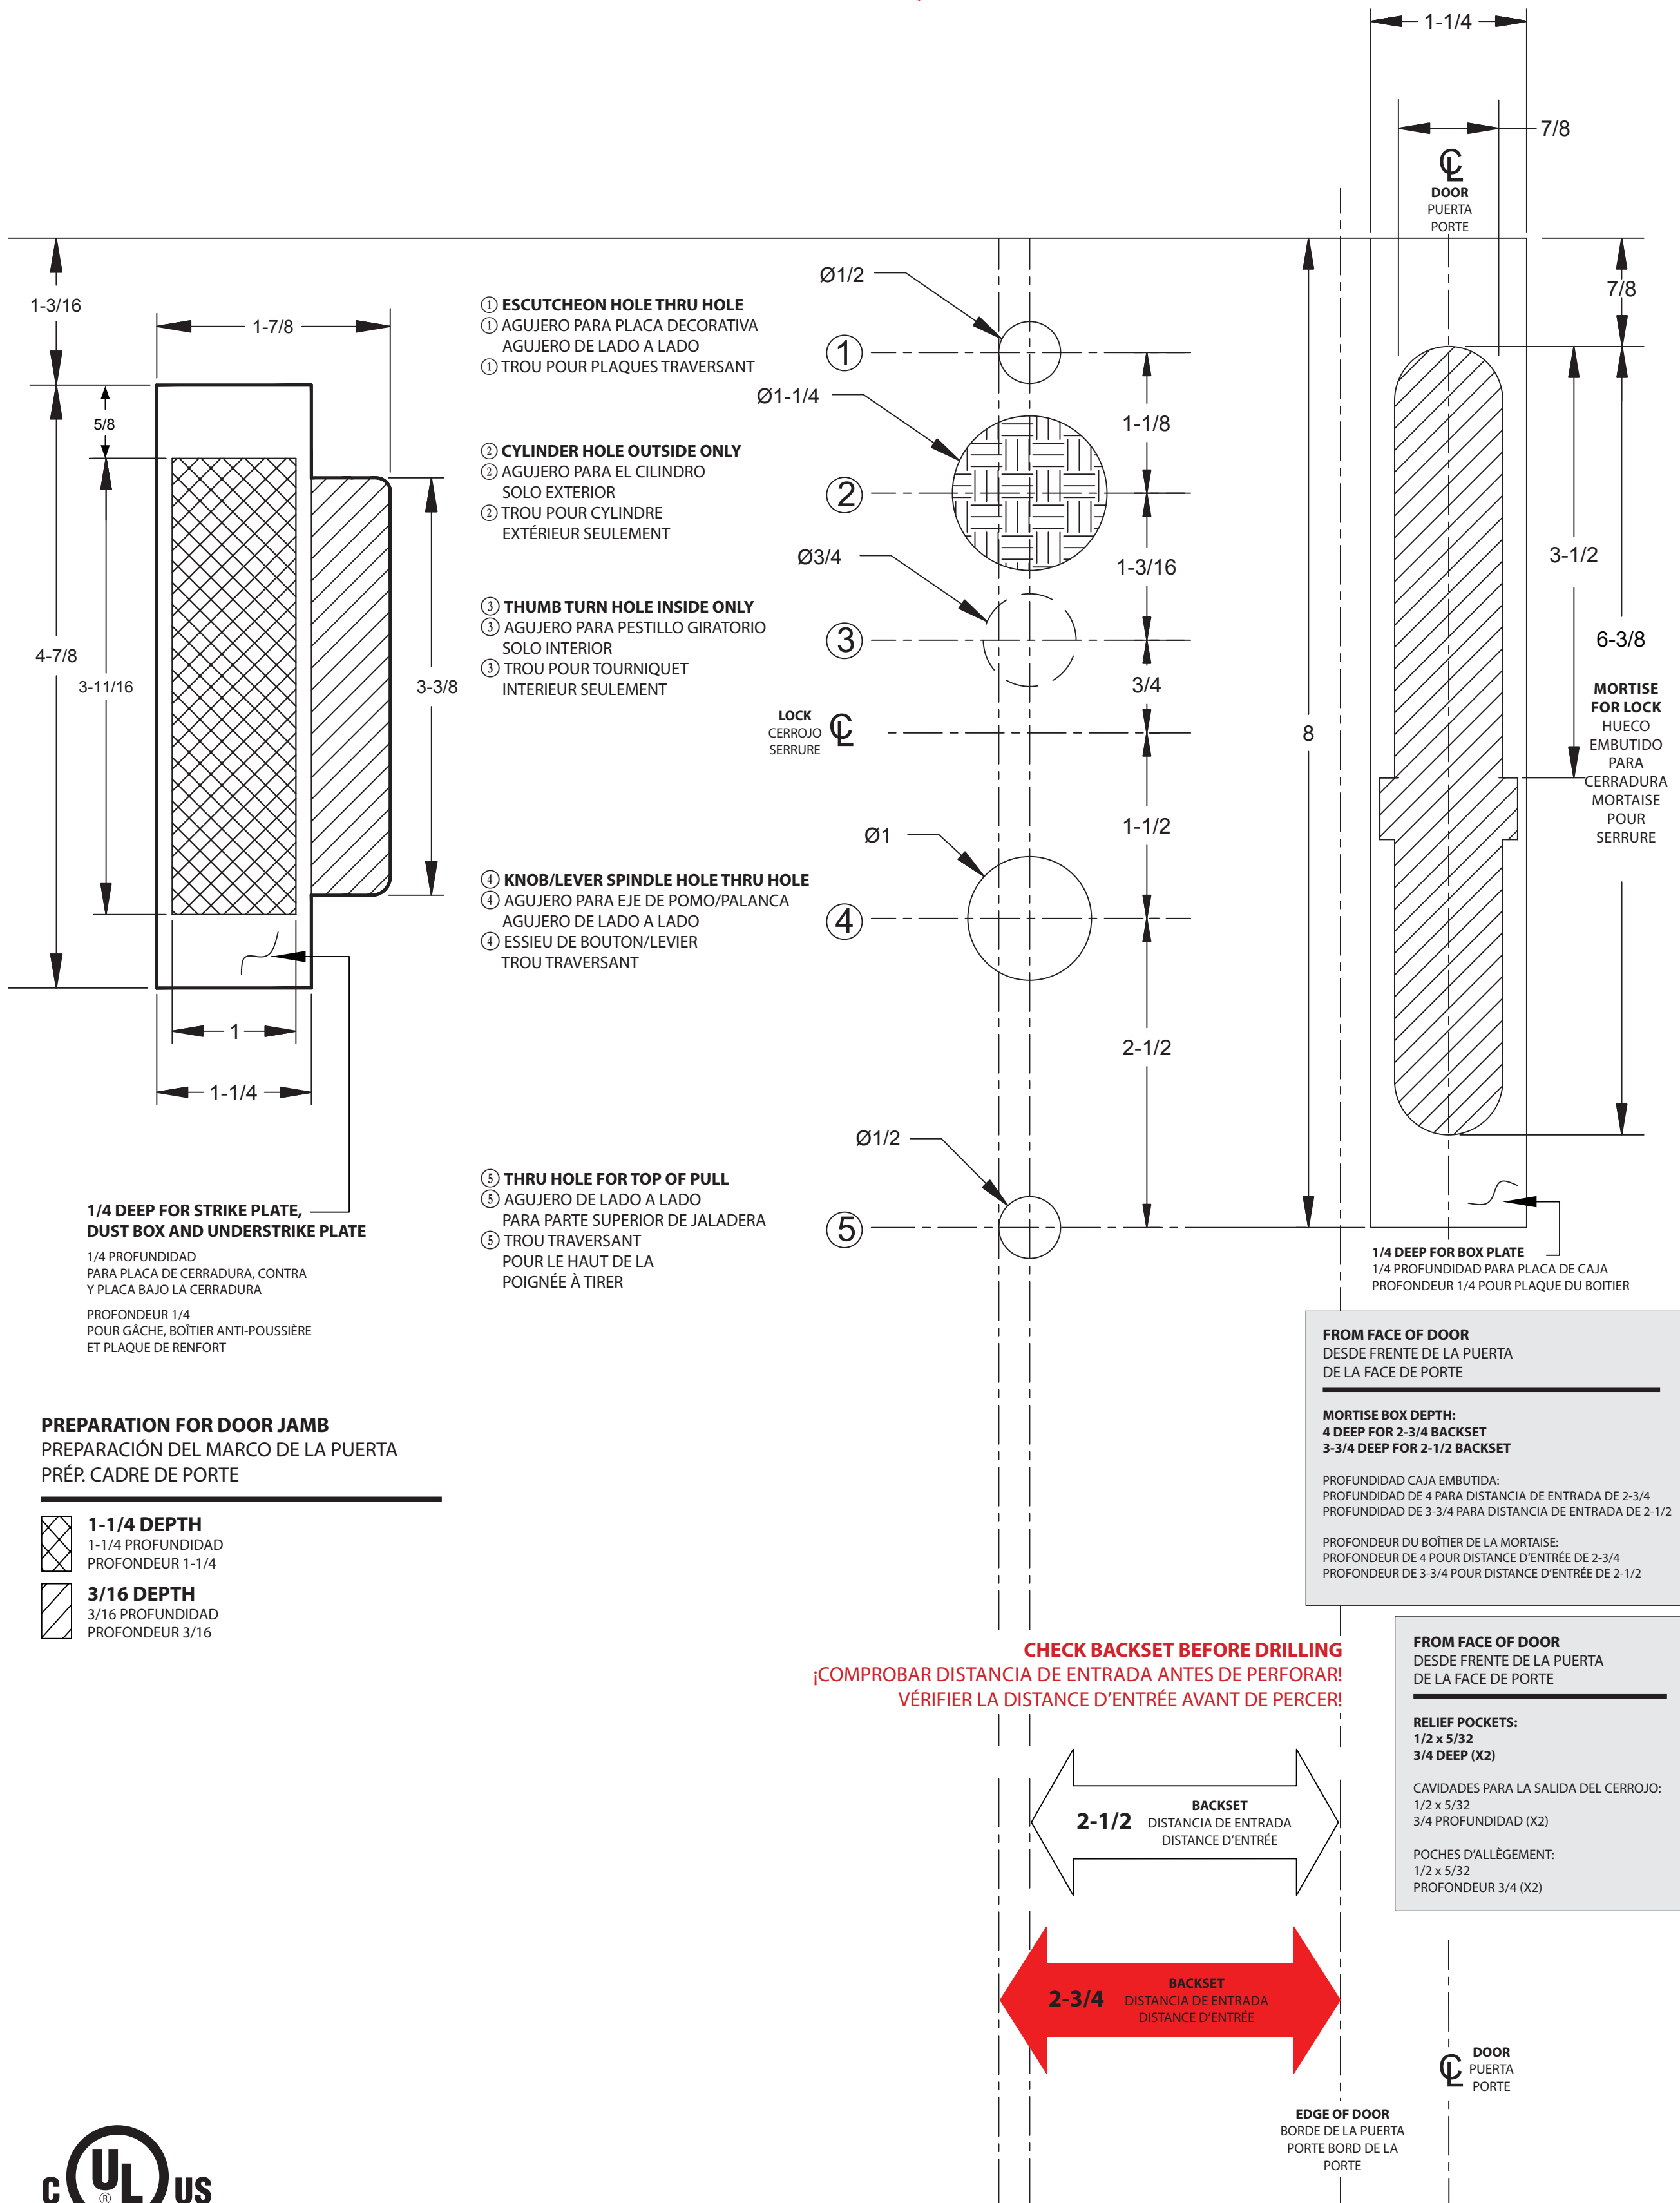 1-1/4
7/8
℄
DOOR
PUERTA
PORTE
1-3/16
1-7/8
5/8
4-7/8
3-11/16
3-3/8
1
1-1/4
① ESCUTCHEON HOLE THRU HOLE
① AGUJERO PARA PLACA DECORATIVA
AGUJERO DE LADO A LADO
① TROU POUR PLAQUES TRAVERSANT
② CYLINDER HOLE OUTSIDE ONLY
② AGUJERO PARA EL CILINDRO
SOLO EXTERIOR
② TROU POUR CYLINDRE
EXTÉRIEUR SEULEMENT
③ THUMB TURN HOLE INSIDE ONLY
③ AGUJERO PARA PESTILLO GIRATORIO
SOLO INTERIOR
③ TROU POUR TOURNIQUET
INTERIEUR SEULEMENT
LOCK
CERROJO
SERRURE
℄
④ KNOB/LEVER SPINDLE HOLE THRU HOLE
④ AGUJERO PARA EJE DE POMO/PALANCA
AGUJERO DE LADO A LADO
④ ESSIEU DE BOUTON/LEVIER
TROU TRAVERSANT
⑤ THRU HOLE FOR TOP OF PULL
⑤ AGUJERO DE LADO A LADO
PARA PARTE SUPERIOR DE JALADERA
⑤ TROU TRAVERSANT
POUR LE HAUT DE LA
POIGNÉE À TIRER
Ø1/2
①
Ø1-1/4
1-1/8
②
Ø3/4
1-3/16
③
3/4
8
Ø1
1-1/2
④
2-1/2
Ø1/2
⑤
7/8
3-1/2
6-3/8
MORTISE
FOR LOCK
HUECO
EMBUTIDO
PARA
CERRADURA
MORTAISE
POUR
SERRURE
1/4 DEEP FOR STRIKE PLATE,
DUST BOX AND UNDERSTRIKE PLATE
1/4 PROFUNDIDAD
PARA PLACA DE CERRADURA, CONTRA
Y PLACA BAJO LA CERRADURA
PROFONDEUR 1/4
POUR GÂCHE, BOÎTIER ANTI-POUSSIÈRE
ET PLAQUE DE RENFORT
1/4 DEEP FOR BOX PLATE
1/4 PROFUNDIDAD PARA PLACA DE CAJA
PROFONDEUR 1/4 POUR PLAQUE DU BOITIER
PREPARATION FOR DOOR JAMB
PREPARACIÓN DEL MARCO DE LA PUERTA
PRÉP. CADRE DE PORTE
1-1/4 DEPTH
1-1/4 PROFUNDIDAD
PROFONDEUR 1-1/4
3/16 DEPTH
3/16 PROFUNDIDAD
PROFONDEUR 3/16
FROM FACE OF DOOR
DESDE FRENTE DE LA PUERTA
DE LA FACE DE PORTE
MORTISE BOX DEPTH:
4 DEEP FOR 2-3/4 BACKSET
3-3/4 DEEP FOR 2-1/2 BACKSET
PROFUNDIDAD CAJA EMBUTIDA:
PROFUNDIDAD DE 4 PARA DISTANCIA DE ENTRADA DE 2-3/4
PROFUNDIDAD DE 3-3/4 PARA DISTANCIA DE ENTRADA DE 2-1/2
PROFONDEUR DU BOÎTIER DE LA MORTAISE:
PROFONDEUR DE 4 POUR DISTANCE D’ENTRÉE DE 2-3/4
PROFONDEUR DE 3-3/4 POUR DISTANCE D’ENTRÉE DE 2-1/2
CHECK BACKSET BEFORE DRILLING
¡COMPROBAR DISTANCIA DE ENTRADA ANTES DE PERFORAR!
VÉRIFIER LA DISTANCE D’ENTRÉE AVANT DE PERCER!
FROM FACE OF DOOR
DESDE FRENTE DE LA PUERTA
DE LA FACE DE PORTE
RELIEF POCKETS:
1/2 x 5/32
3/4 DEEP (X2)
CAVIDADES PARA LA SALIDA DEL CERROJO:
1/2 x 5/32
3/4 PROFUNDIDAD (X2)
POCHES D’ALLÈGEMENT:
1/2 x 5/32
PROFONDEUR 3/4 (X2)
2-1/2
BACKSET
DISTANCIA DE ENTRADA
DISTANCE D’ENTRÉE
2-3/4
BACKSET
DISTANCIA DE ENTRADA
DISTANCE D’ENTRÉE
℄
DOOR
PUERTA
PORTE
EDGE OF DOOR
BORDE DE LA PUERTA
PORTE BORD DE LA
PORTE
C UL ® US